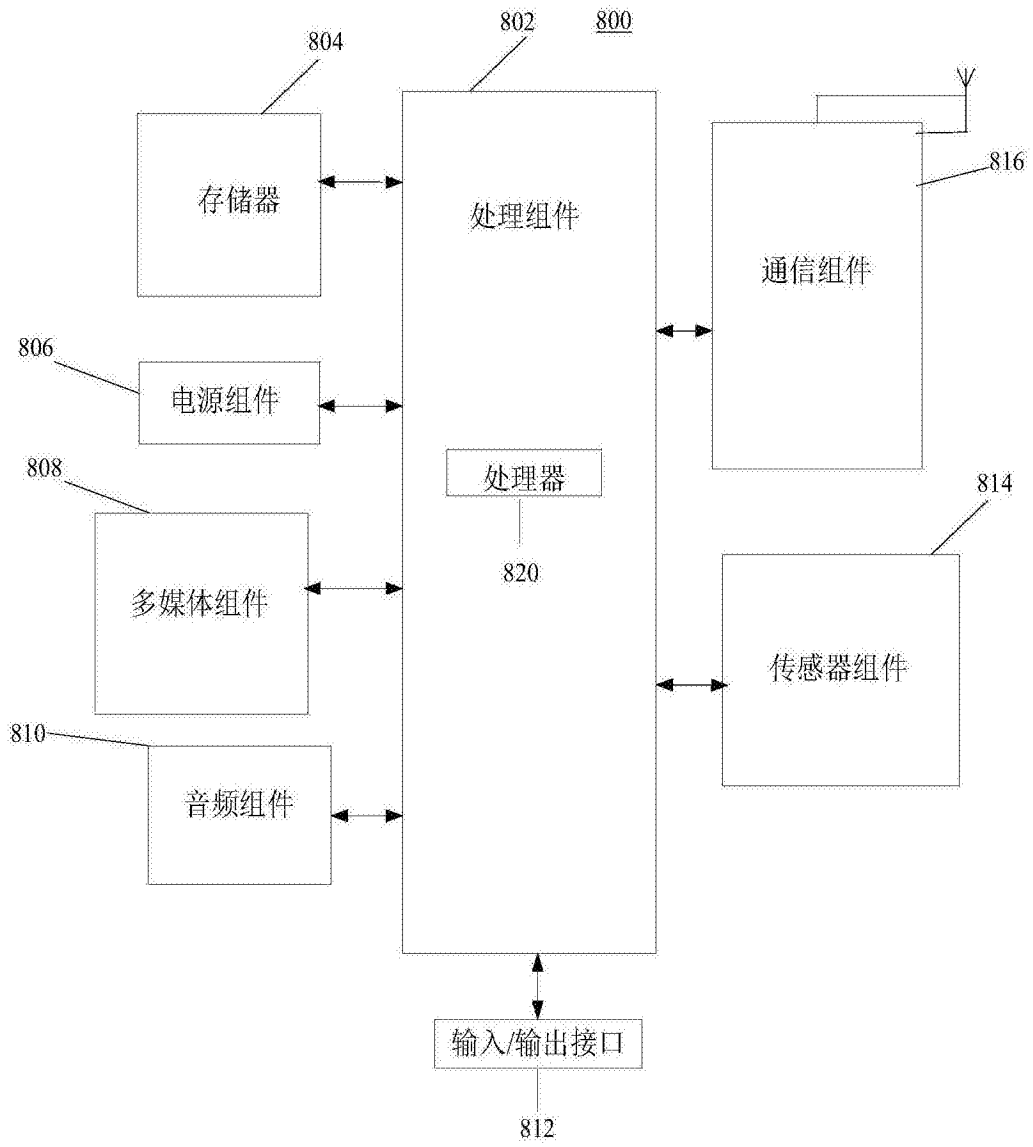 802
800
804
存储器
处理组件
816
通信组件
806
电源组件
808
处理器
820
814
多媒体组件
传感器组件
810
音频组件
输入/输出接口
812